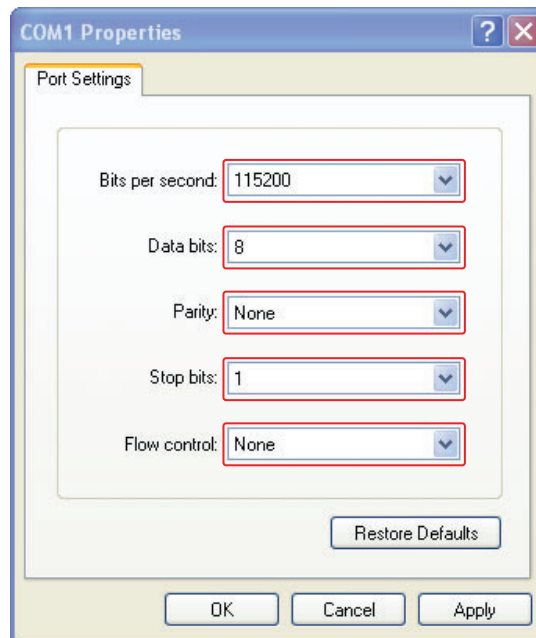 COM1 Properties
Port Settings
Bits per second: 115200
Data bits: 8
Parity: None
Stop bits: 1
Flow control: None
Restore Defaults
OK Cancel Apply